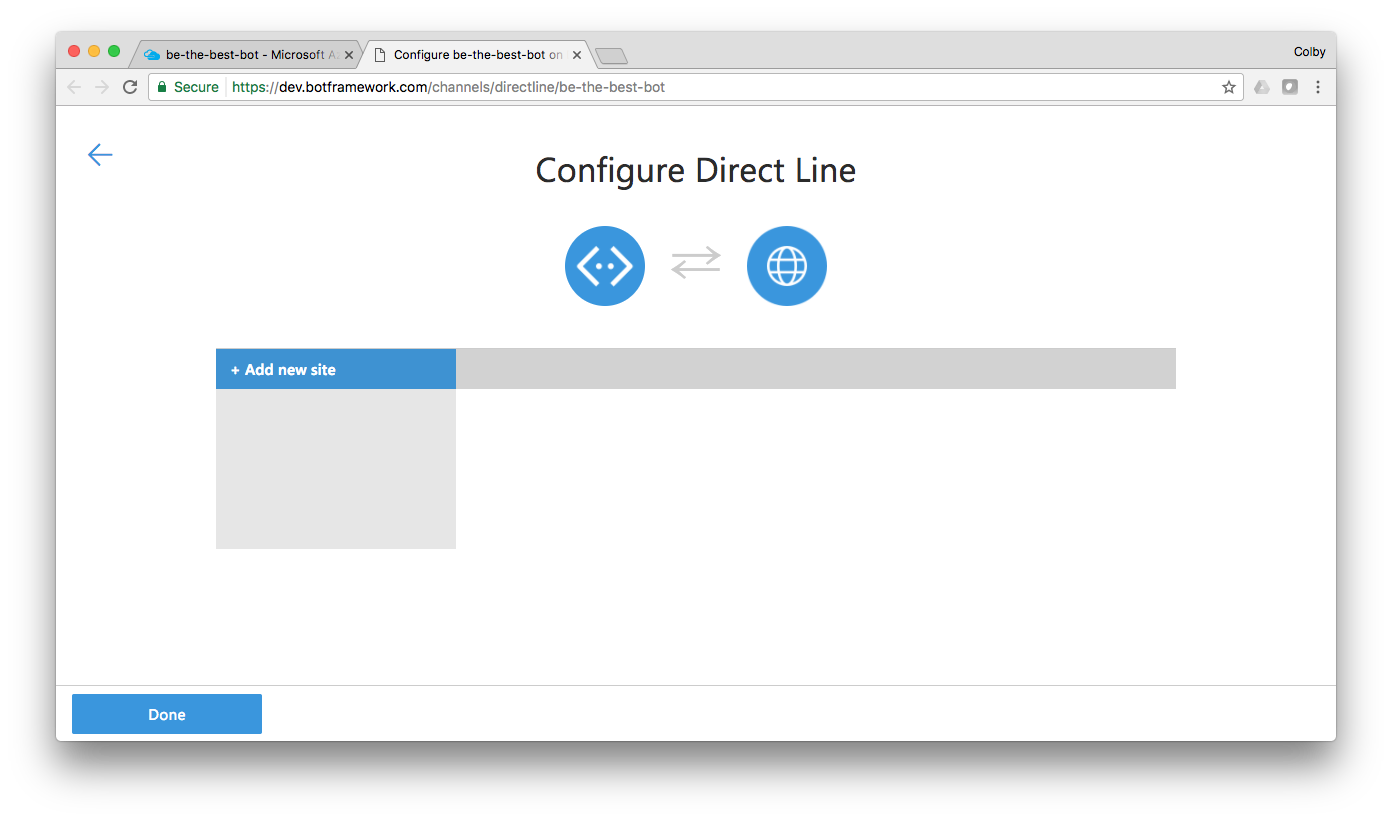 be-the-best-bot - Microsoft A
Configure be-the-best-bot on
Colby
Secure
https://dev.botframework.com/channels/directline/be-the-best-bot
Configure Direct Line
+ Add new site
Done